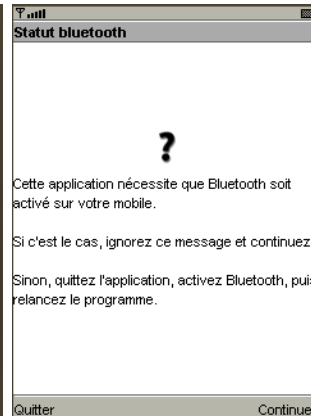 Statut bluetooth
?
Cette application nécessite que Bluetooth soit
activé sur votre mobile.
Si c'est le cas, ignorez ce message et continuez
Sinon, quittez l'application, activez Bluetooth, puis
relancez le programme.
Quitter Continue